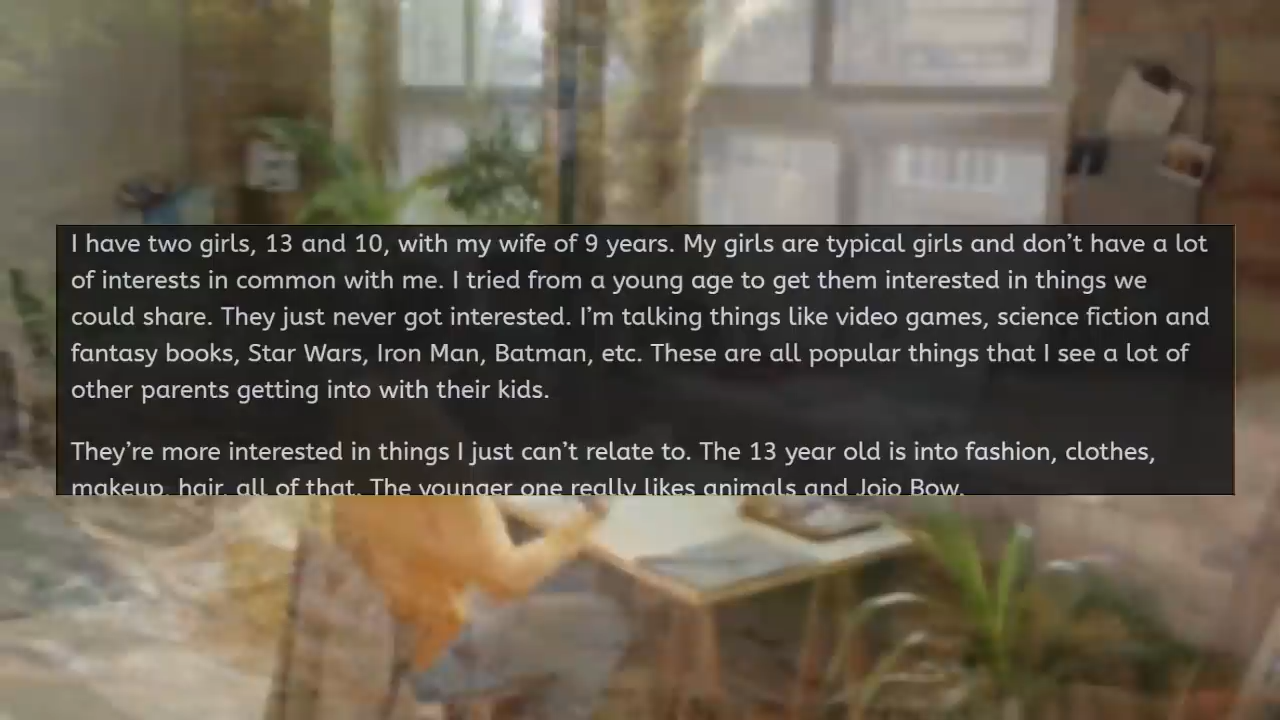 I have two girls, 13 and 10, with my wife of 9 years. My girls are typical girls and don’t have a lot
of interests in common with me. I tried from a young age to get them interested in things we
could share. They just never got interested. I’m talking things like video games, science fiction and
fantasy books, Star Wars, Iron Man, Batman, etc. These are all popular things that I see a lot of
other parents getting into with their kids.
They’re more interested in things I just can’t relate to. The 13 year old is into fashion, clothes,
makeup, hair, all of that. The younger one really likes animals and Jojo Bow.